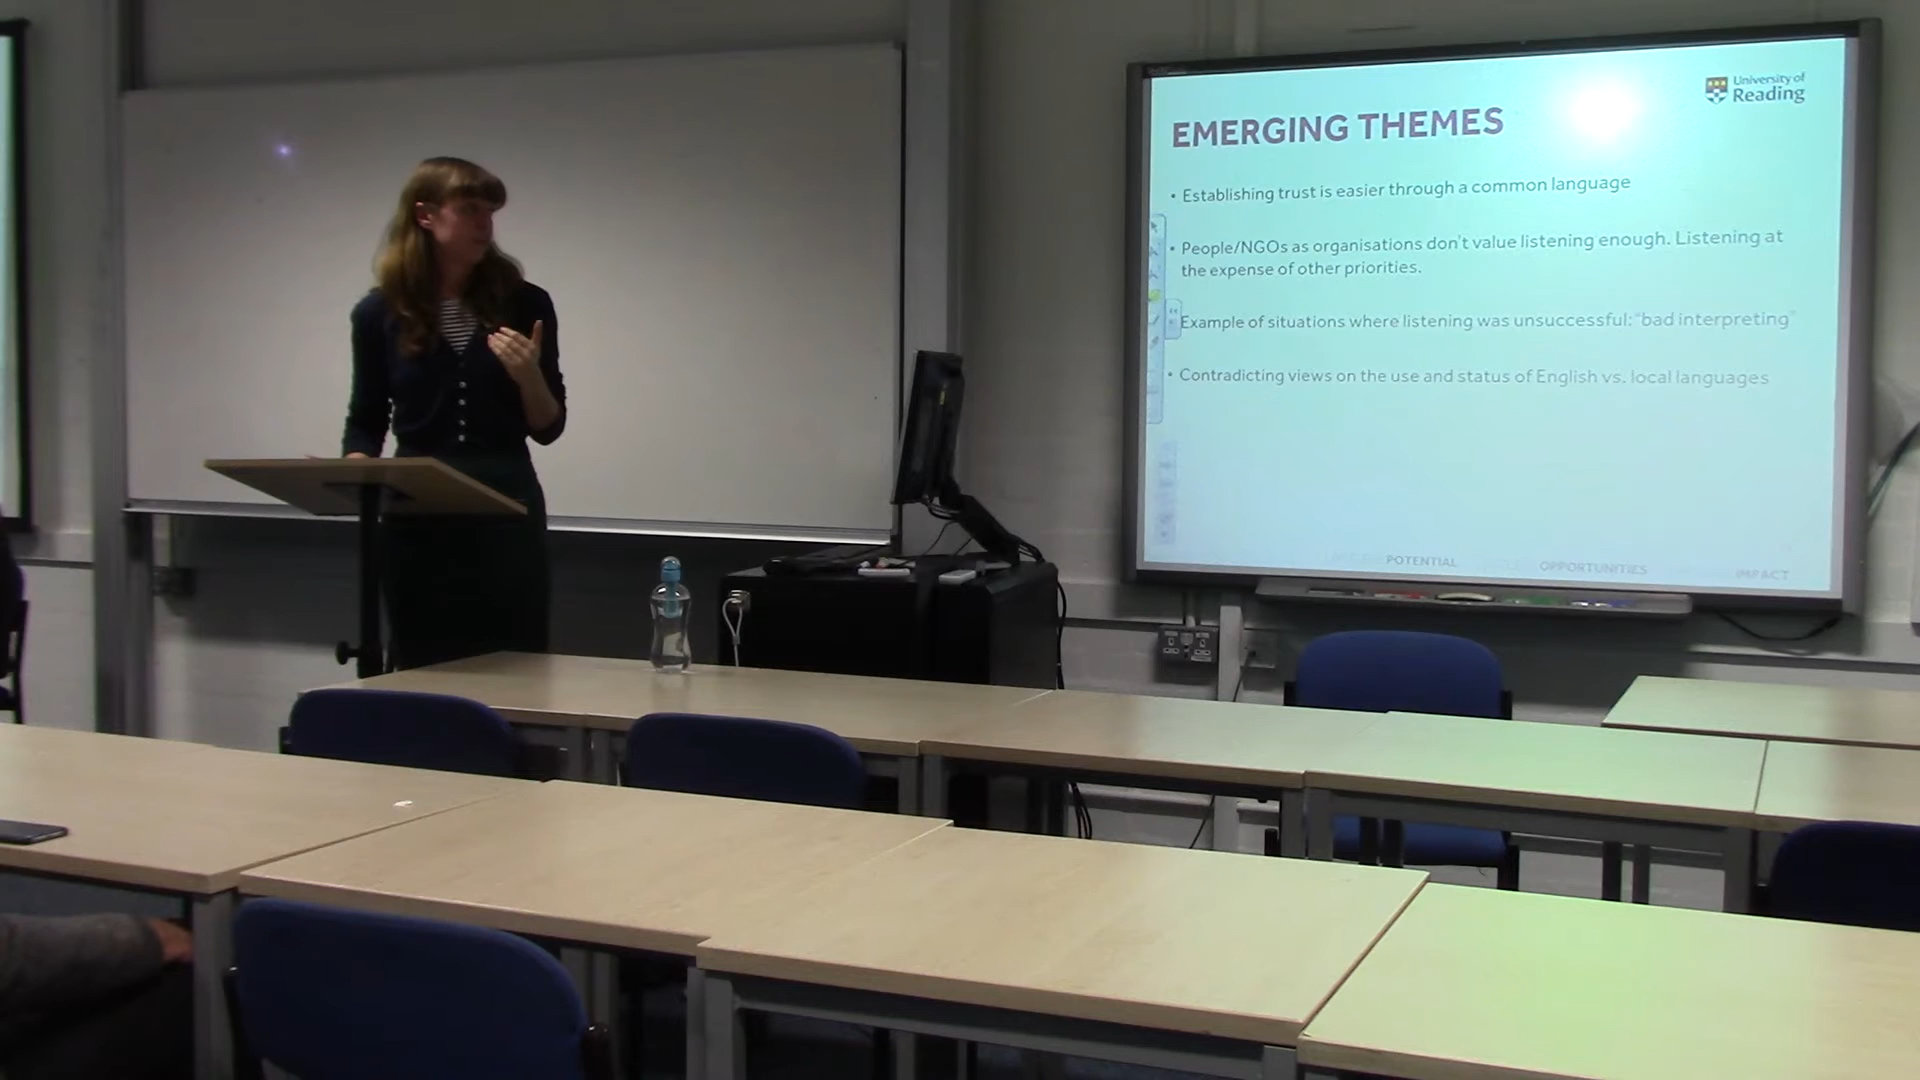 University of
Reading
EMERGING THEMES
• Establishing trust is easier through a common language
• People/NGOs as organisations don't value listening enough. Listening at
the expense of other priorities.
Example of situations where listening was unsuccessful: "bad interpreting"
• Contradicting views on the use and status of English vs. local languages
POTENTIAL OPPORTUNITIES IMPACT